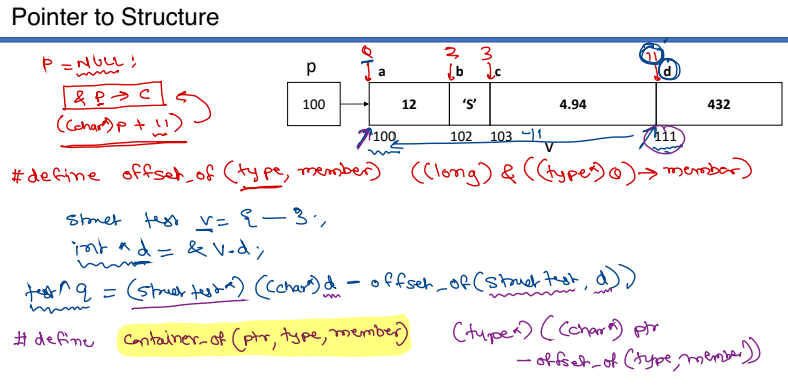 Pointer to Structure
p = NULL;
0 2 3 11
p a b c d
& p → c
100 12 'S' 4.94 432
((char*)p + 11)
100 102 103 -11 111
v
#define offset_of (type, member) ((long) & ((type*) 0) → member)
struct test v = { — };
int * d = & v.d;
test * q = (struct test *) ((char*) d - offset_of (struct test, d))
#define container_of (ptr, type, member) (type*) ((char*) ptr
- offset_of (type, member))